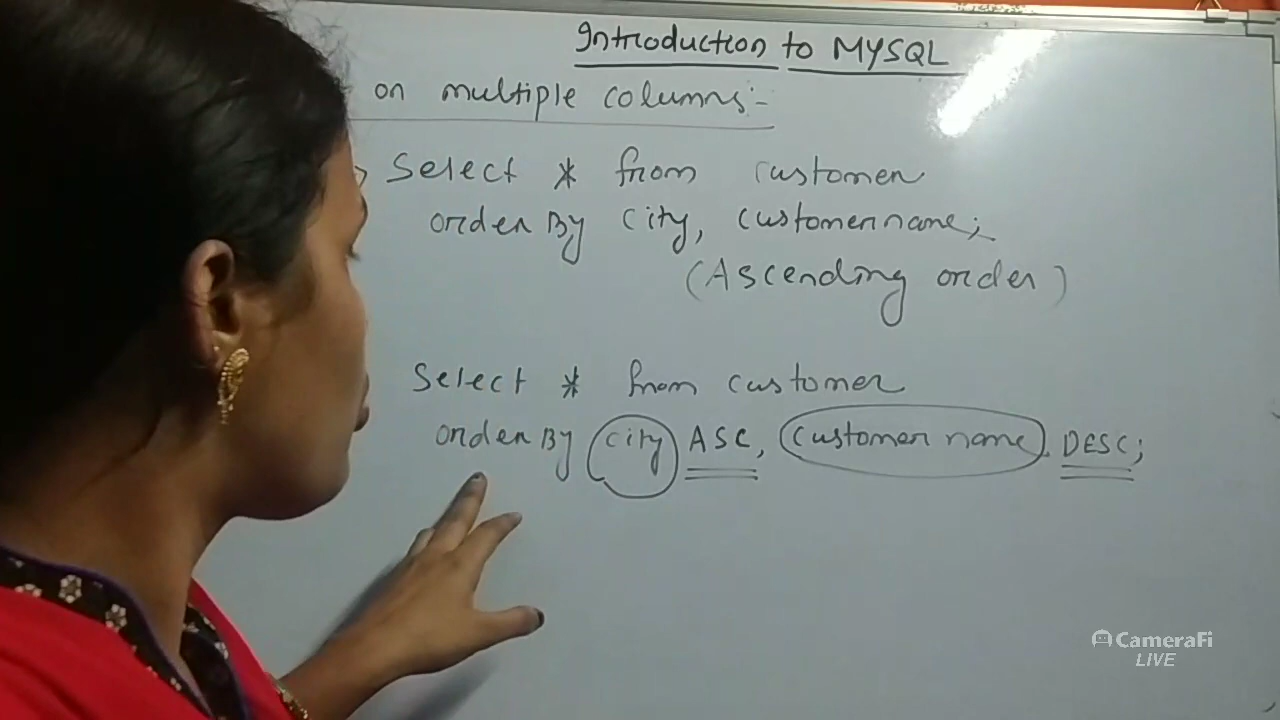 Introduction to MYSQL
on multiple columns:-
Select * from customer
order By city, customername;
(Ascending order)
Select * from customer
order By city ASC, customer name DESC;
CameraFi
LIVE